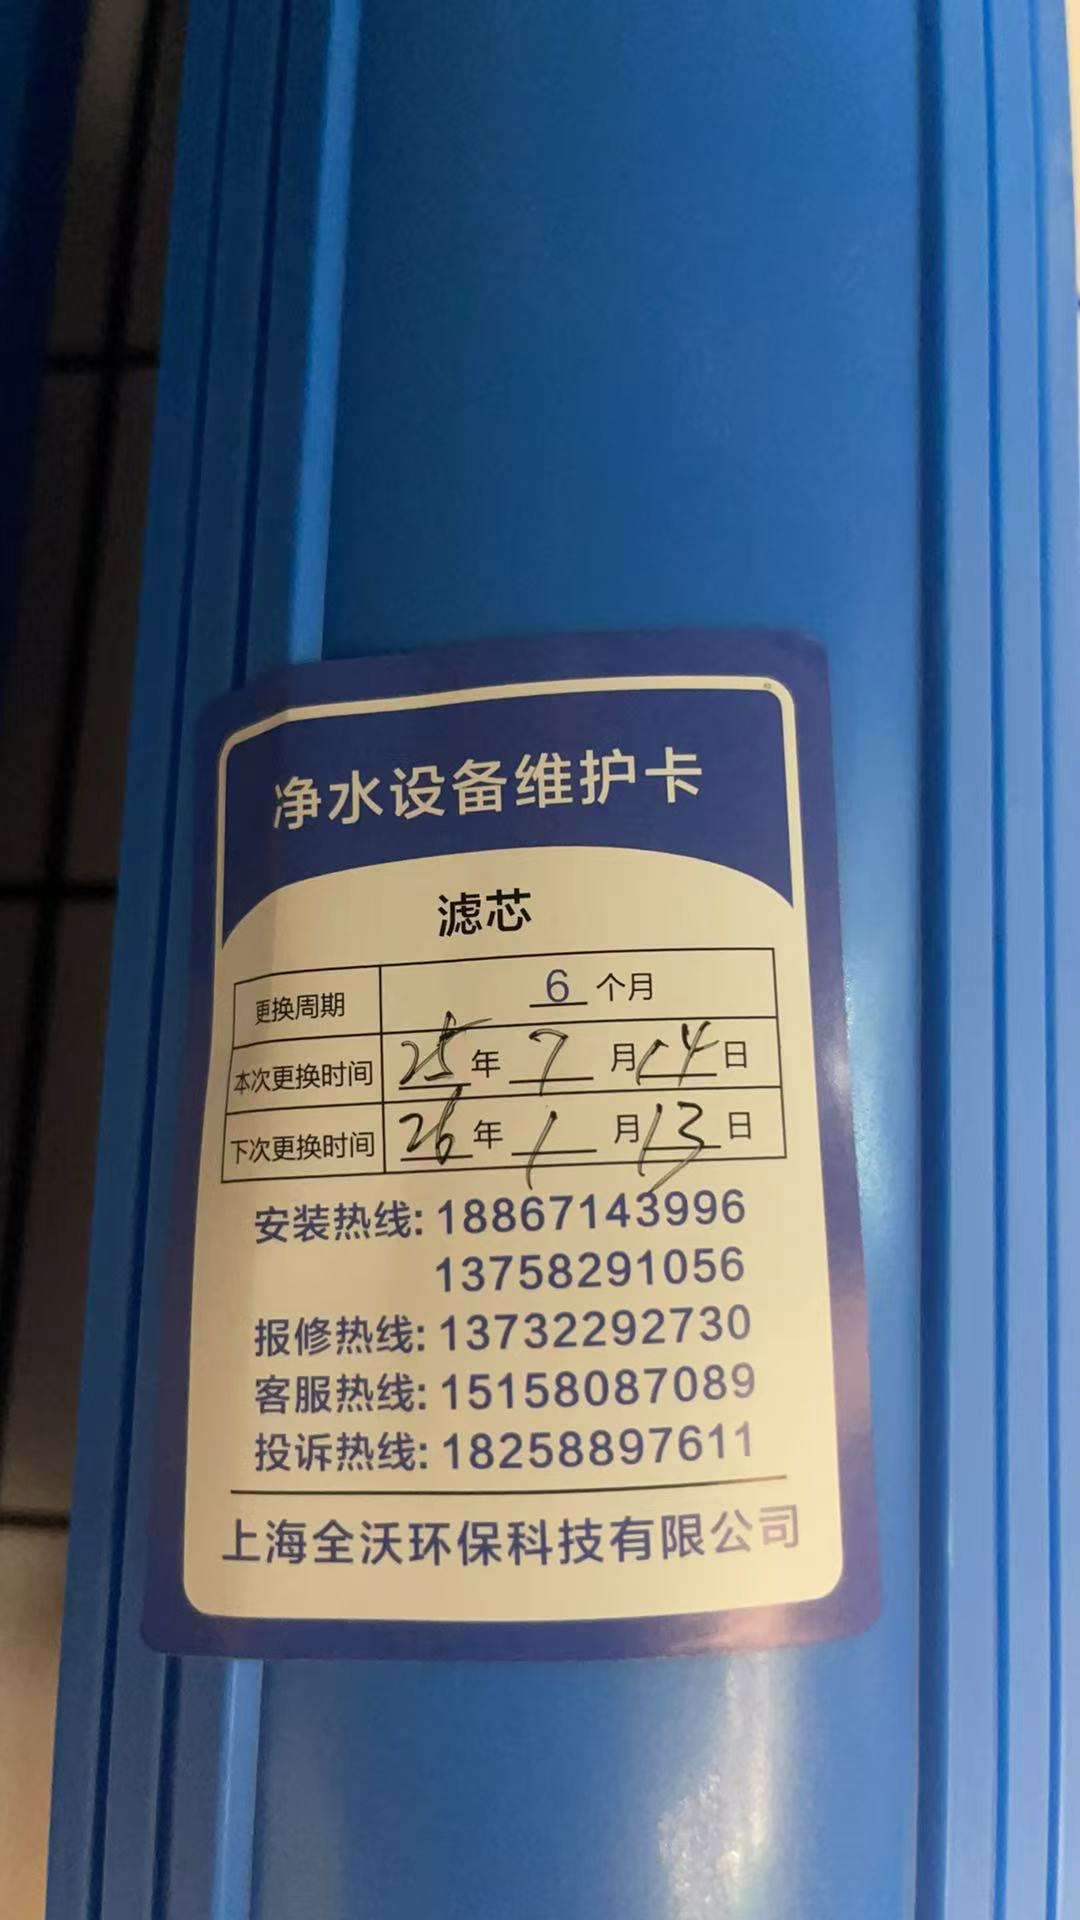 净水设备维护卡
滤芯
更换周期 6 个月
本次更换时间 25 年 7 月 14 日
下次更换时间 26 年 1 月 13 日
安装热线: 18867143996
13758291056
报修热线: 13732292730
客服热线: 15158087089
投诉热线: 18258897611
上海全沃环保科技有限公司